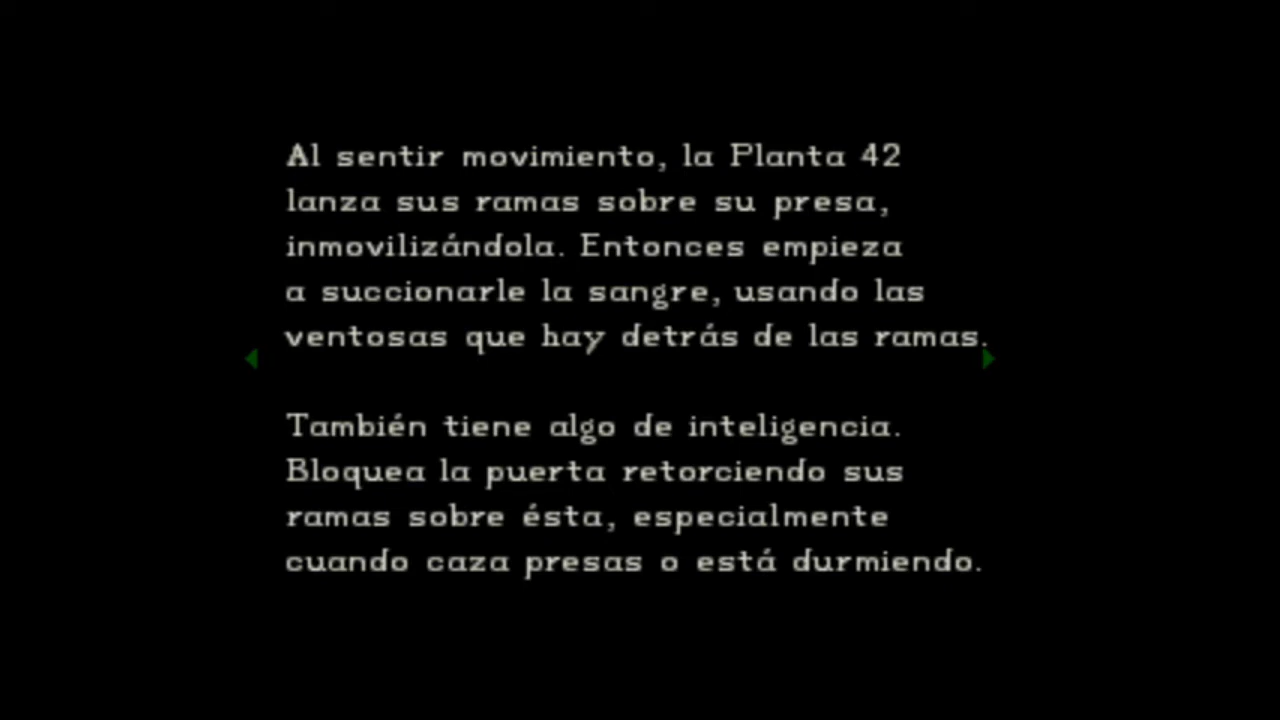 Al sentir movimiento, la Planta 42
lanza sus ramas sobre su presa,
inmovilizándola. Entonces empieza
a succionarle la sangre, usando las
ventosas que hay detrás de las ramas.
También tiene algo de inteligencia.
Bloquea la puerta retorciendo sus
ramas sobre ésta, especialmente
cuando caza presas o está durmiendo.